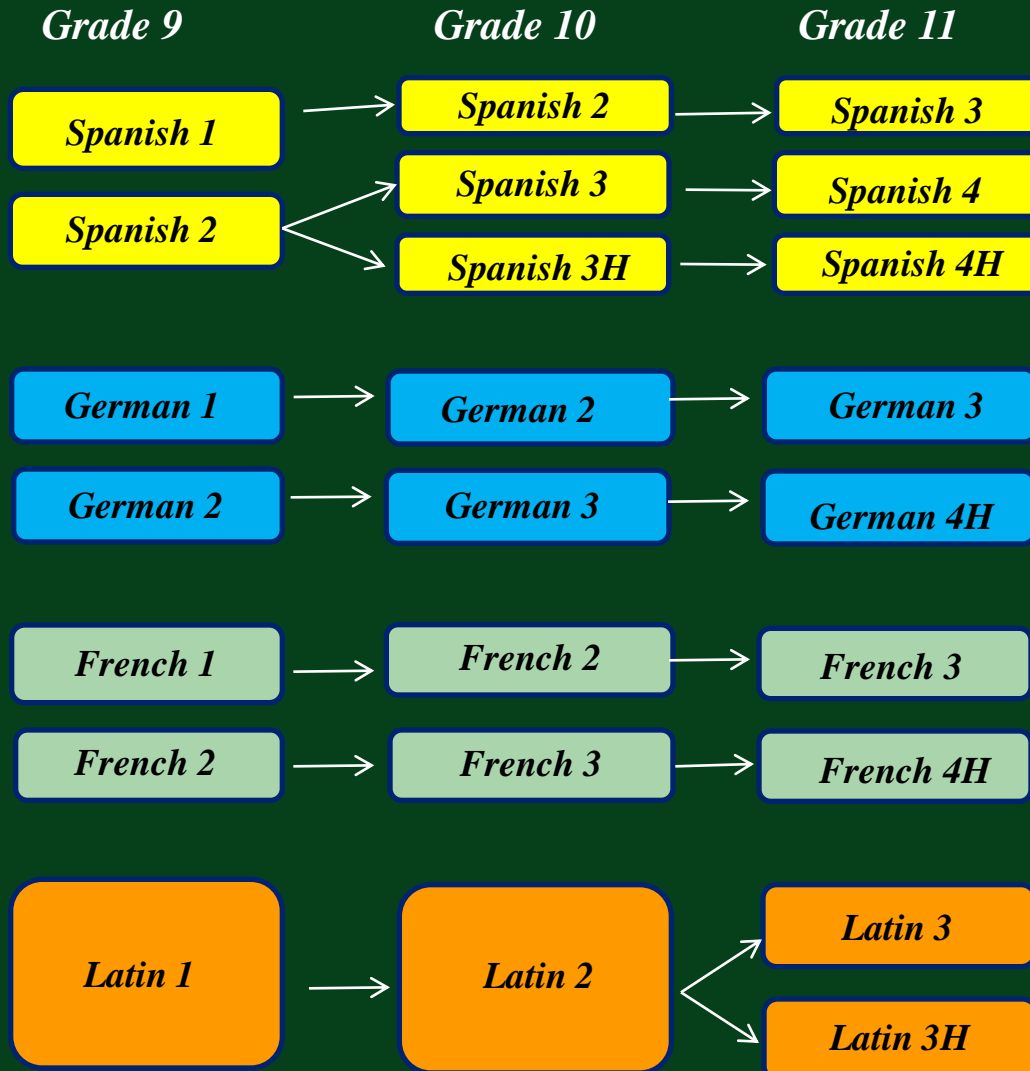 Grade 9 Grade 10 Grade 11
Spanish 1 Spanish 2 Spanish 3
Spanish 2 Spanish 3 Spanish 4
Spanish 3H Spanish 4H
German 1 German 2 German 3
German 2 German 3 German 4H
French 1 French 2 French 3
French 2 French 3 French 4H
Latin 1 Latin 2 Latin 3
Latin 3H